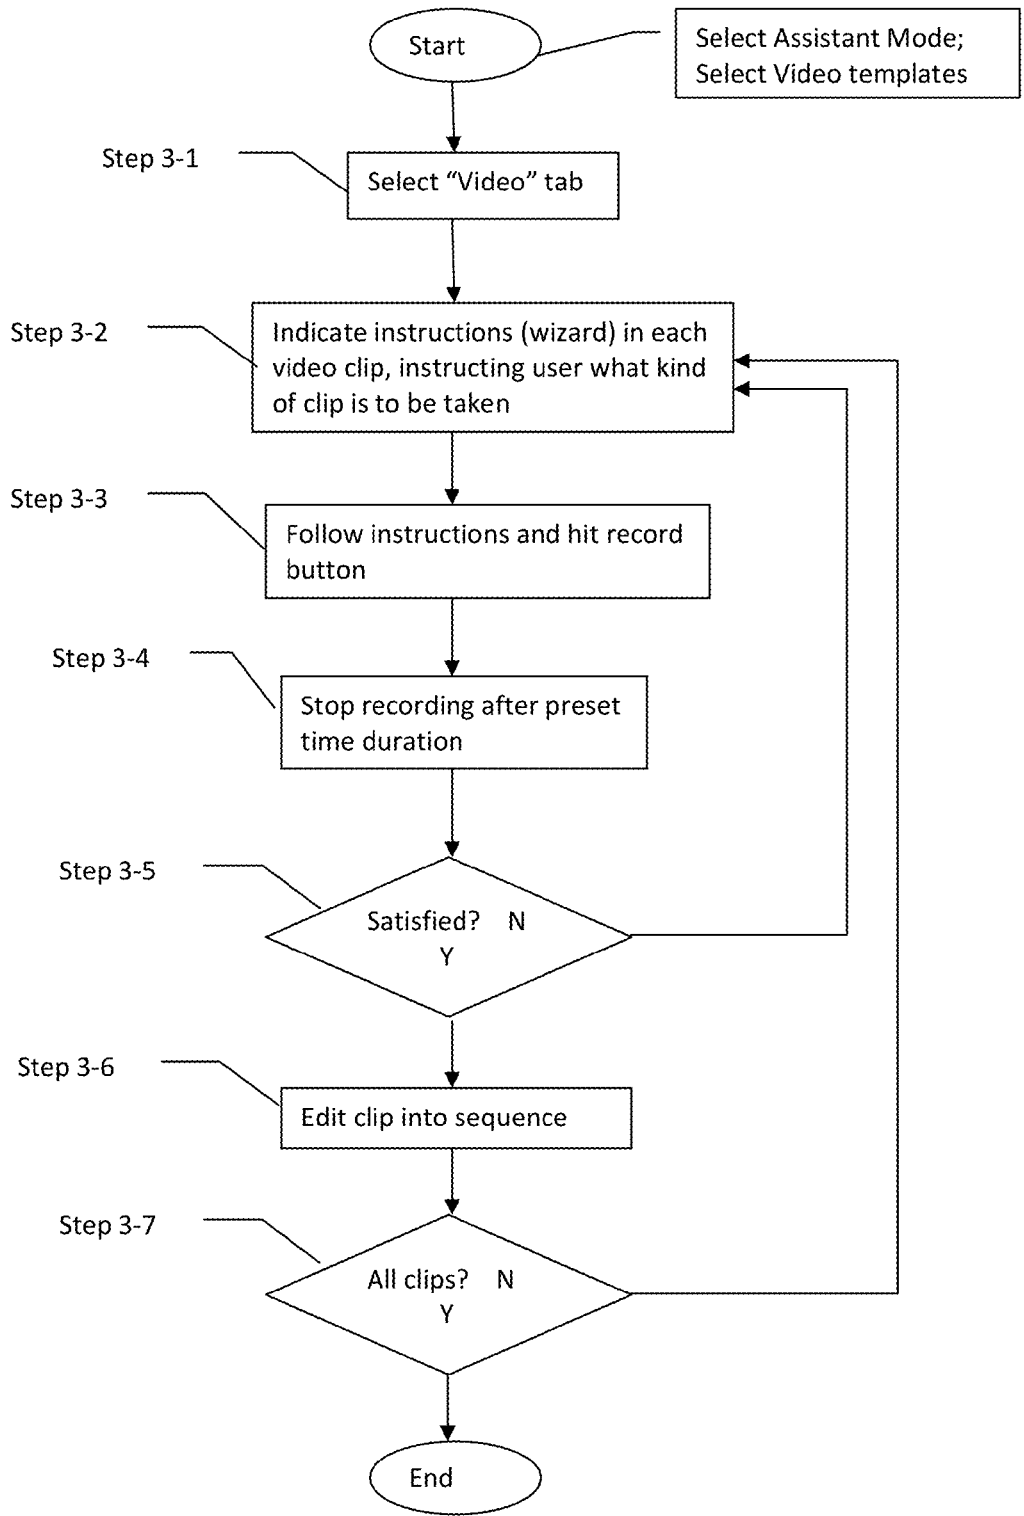 Start
Select Assistant Mode;
Select Video templates
Step 3-1
Select “Video” tab
Step 3-2
Indicate instructions (wizard) in each
video clip, instructing user what kind
of clip is to be taken
Step 3-3
Follow instructions and hit record
button
Step 3-4
Stop recording after preset
time duration
Step 3-5
Satisfied? N
Y
Step 3-6
Edit clip into sequence
Step 3-7
All clips? N
Y
End